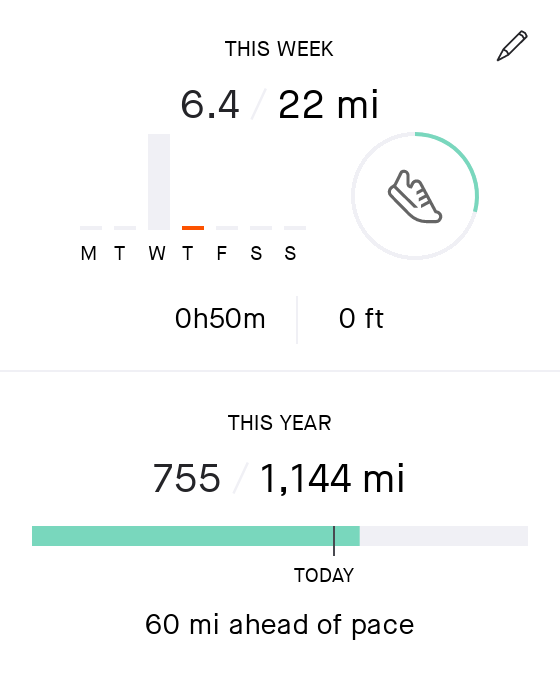 THIS WEEK
6.4 / 22 mi
M T W T F S S
0h50m 0 ft
THIS YEAR
755 / 1,144 mi
TODAY
60 mi ahead of pace